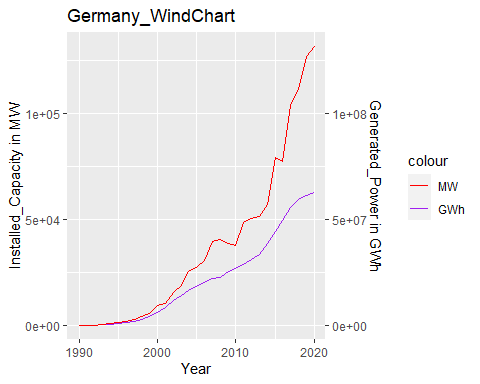 Germany_WindChart
Installed_Capacity in MW
1e+05
5e+04
0e+00
1990
2000
2010
2020
Year
1e+08
5e+07
0e+00
Generated_Power in GWh
colour
MW
GWh